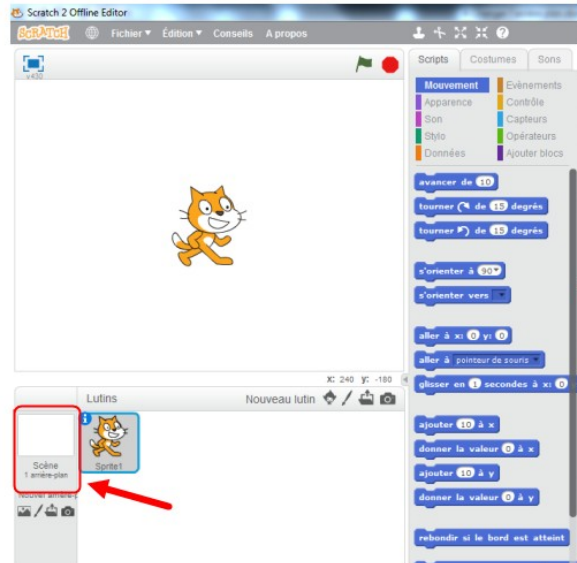 Scratch 2 Offline Editor
SCRATCH Fichier Édition Conseils A propos
v430
Scripts Costumes Sons
Mouvement Evènements
Apparence Contrôle
Son Capteurs
Stylo Opérateurs
Données Ajouter blocs
avancer de 10
tourner de 15 degrés
tourner de 15 degrés
s'orienter à 90
s'orienter vers
aller à x: 0 y: 0
aller à pointeur de souris
glisser en 1 secondes à x: 0
ajouter 10 à x
donner la valeur 0 à x
ajouter 10 à y
donner la valeur 0 à y
rebondir si le bord est atteint
X: 240 y: -180
Lutins Nouveau lutin
Scène
1 arrière-plan
Sprite1